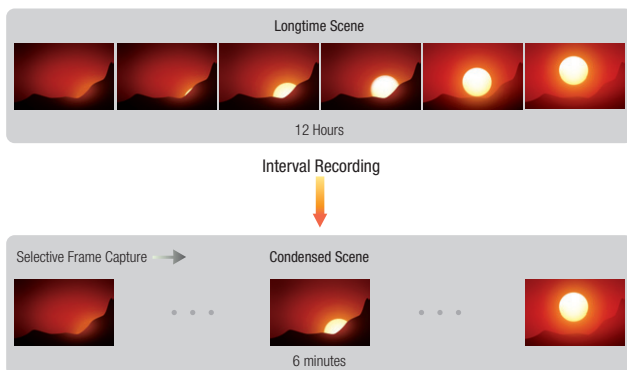 Longtime Scene
12 Hours
Interval Recording
Selective Frame Capture
Condensed Scene
6 minutes